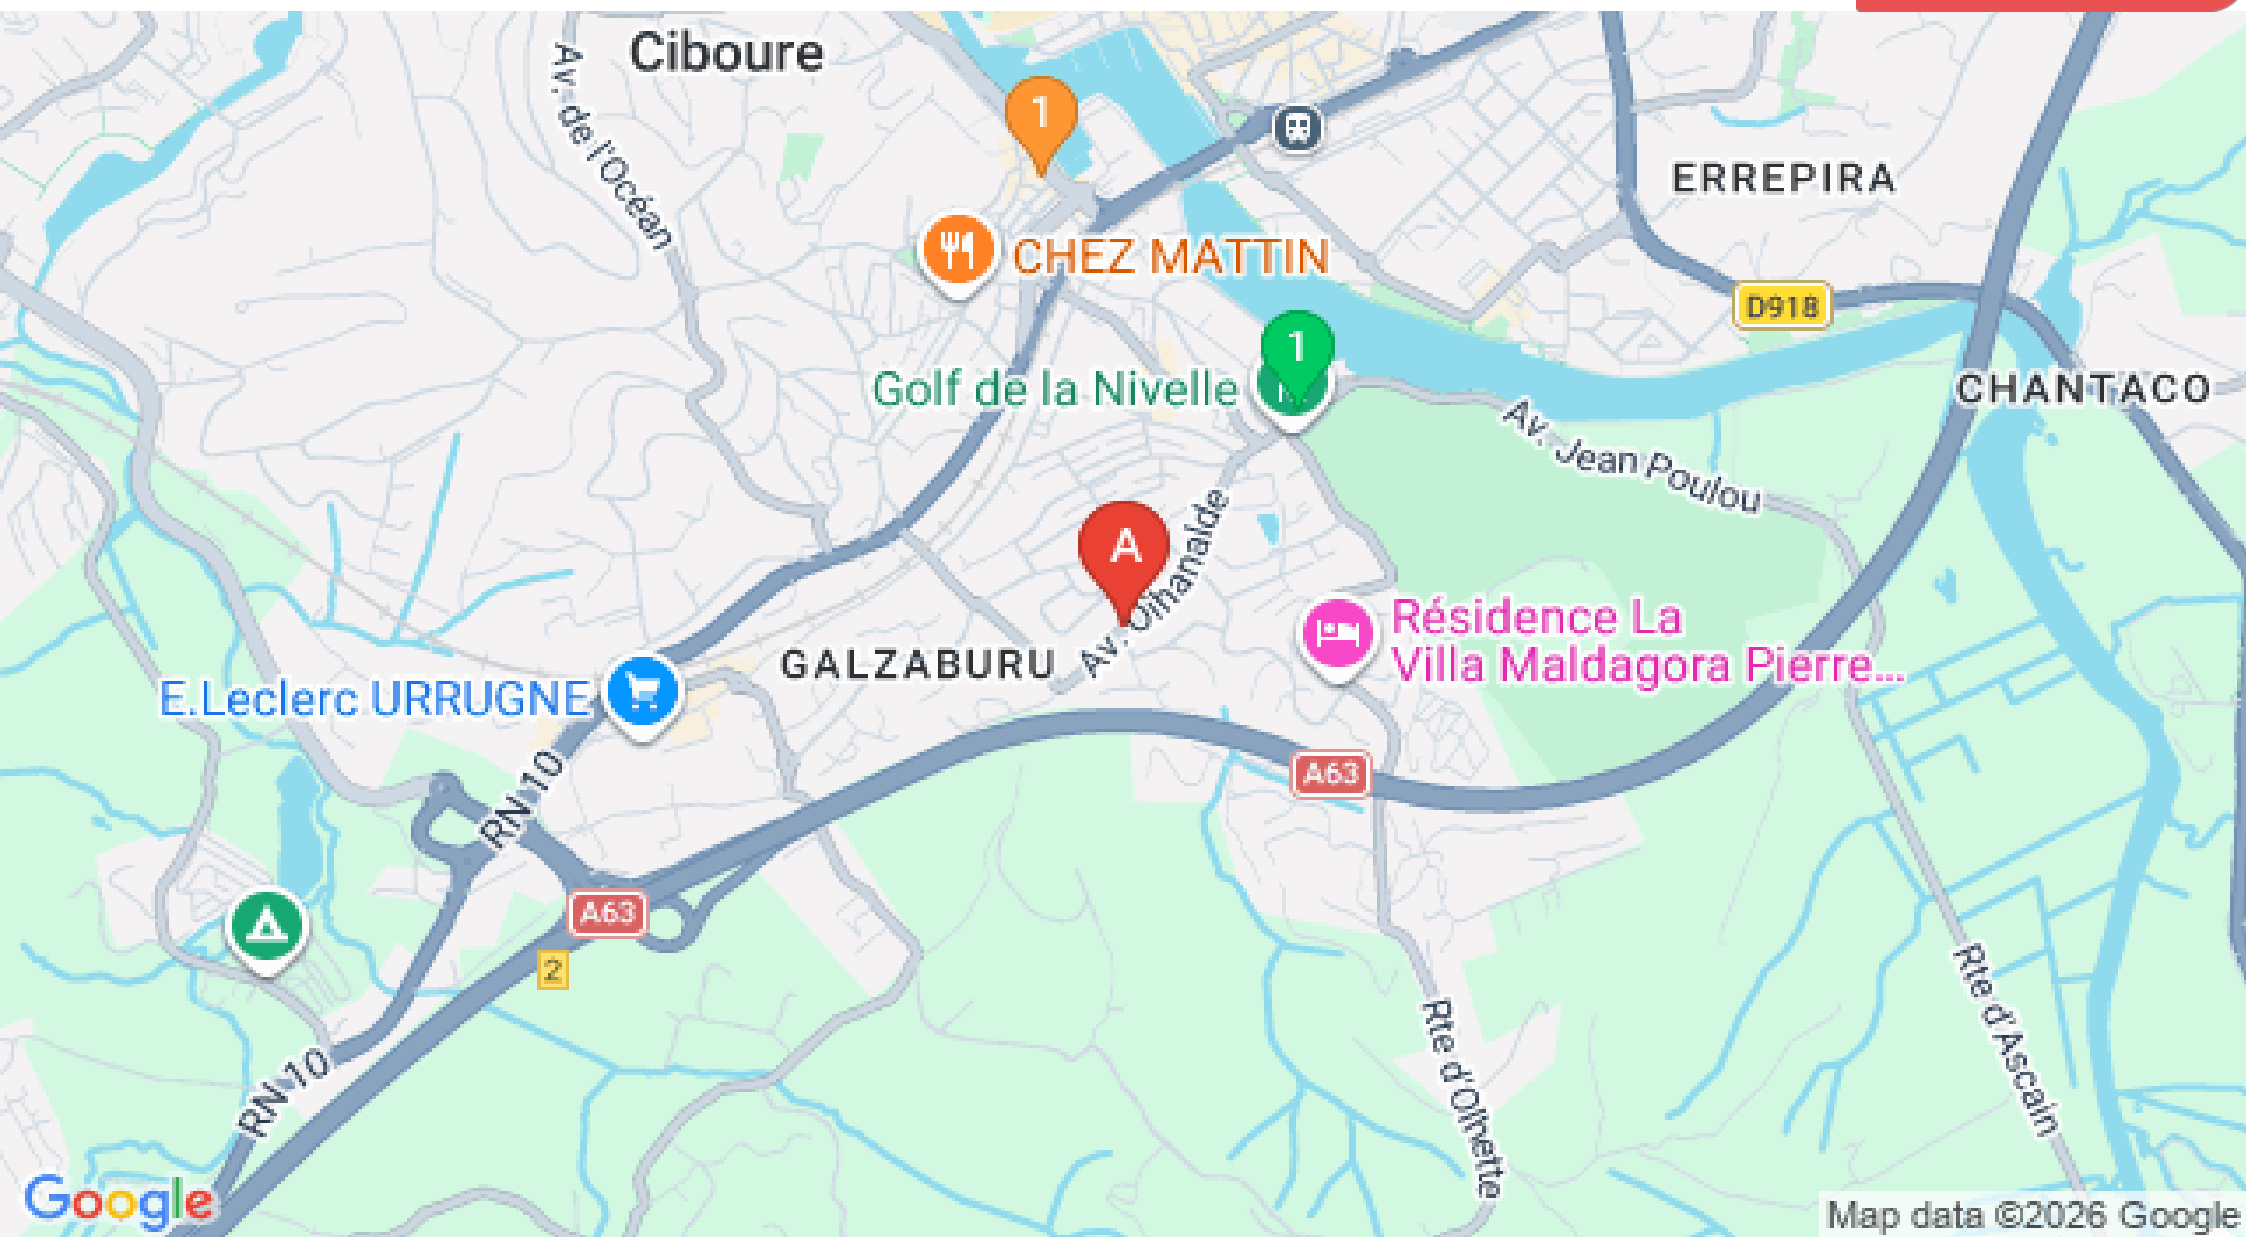 Ciboure
Av. de l'Océan
1
ERREPIRA
CHEZ MATTIN
D918
1
Golf de la Nivelle
CHANTACO
Av. Jean Poulou
A
Av. Olhanalde
Résidence La
Villa Maldagora Pierre...
GALZABURU
E.Leclerc URRUGNE
RN 10
A63
A63
2
Rte d'Ascain
Rte d'Olhette
RN 10
Google
Map data ©2026 Google